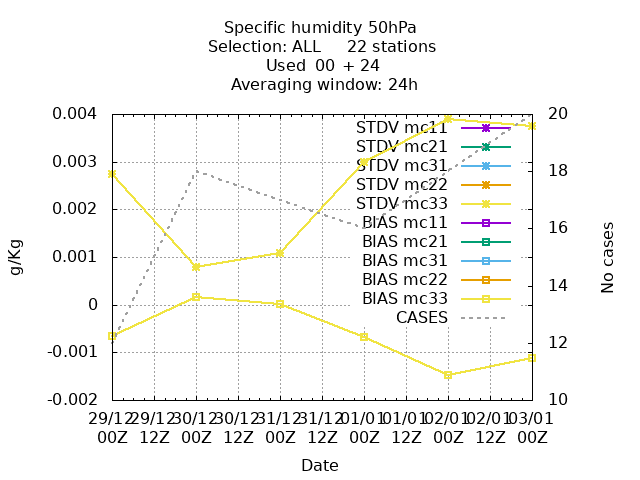 Specific humidity 50hPa
Selection: ALL 22 stations
Used 00 + 24
Averaging window: 24h
0.004
0.003
0.002
0.001
0
-0.001
-0.002
g/Kg
20
18
16
14
12
10
No cases
STDV mc11
STDV mc21
STDV mc31
STDV mc22
STDV mc33
BIAS mc11
BIAS mc21
BIAS mc31
BIAS mc22
BIAS mc33
CASES
29/12 29/12 30/12 30/12 31/12 31/12 01/01 01/01 02/01 02/01 03/01
00Z 12Z 00Z 12Z 00Z 12Z 00Z 12Z 00Z 12Z 00Z
Date